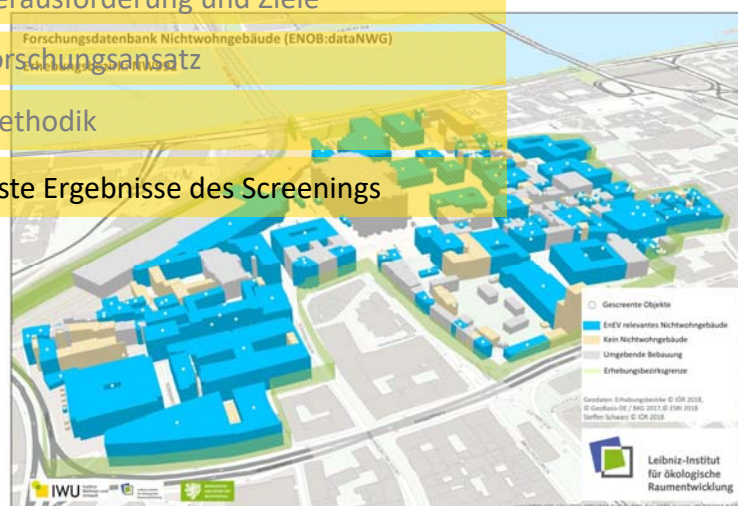 erausforderung und Ziele
Forschungsdatenbank Nichtwohngebäude (ENOB:dataNWG)
orschungsansatz
ethodik
ste Ergebnisse des Screenings
Gescreente Objekte
EnEV relevantes Nichtwohngebäude
Kein Nichtwohngebäude
Umgebende Bebauung
Erhebungsbezirksgrenze
Geodaten: Erhebungsbezirke © IÖR 2018,
© GeoBasis-DE / BKG 2017,© ESRI 2018
Steffen Schwarz © IÖR 2018
Leibniz-Institut
für ökologische
Raumentwicklung
IWU